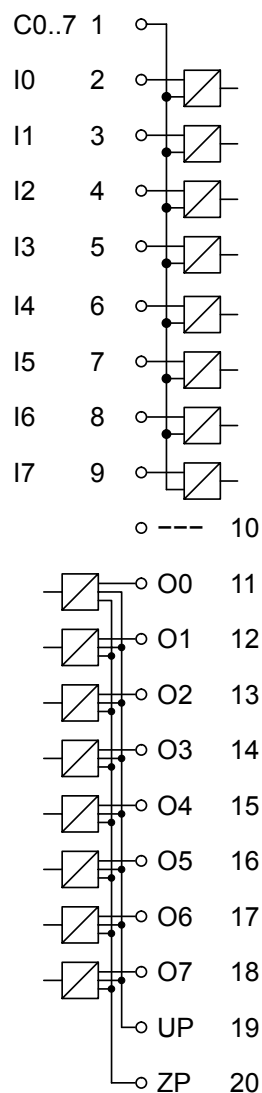 C0..7 1
I0 2
I1 3
I2 4
I3 5
I4 6
I5 7
I6 8
I7 9
--- 10
O0 11
O1 12
O2 13
O3 14
O4 15
O5 16
O6 17
O7 18
UP 19
ZP 20